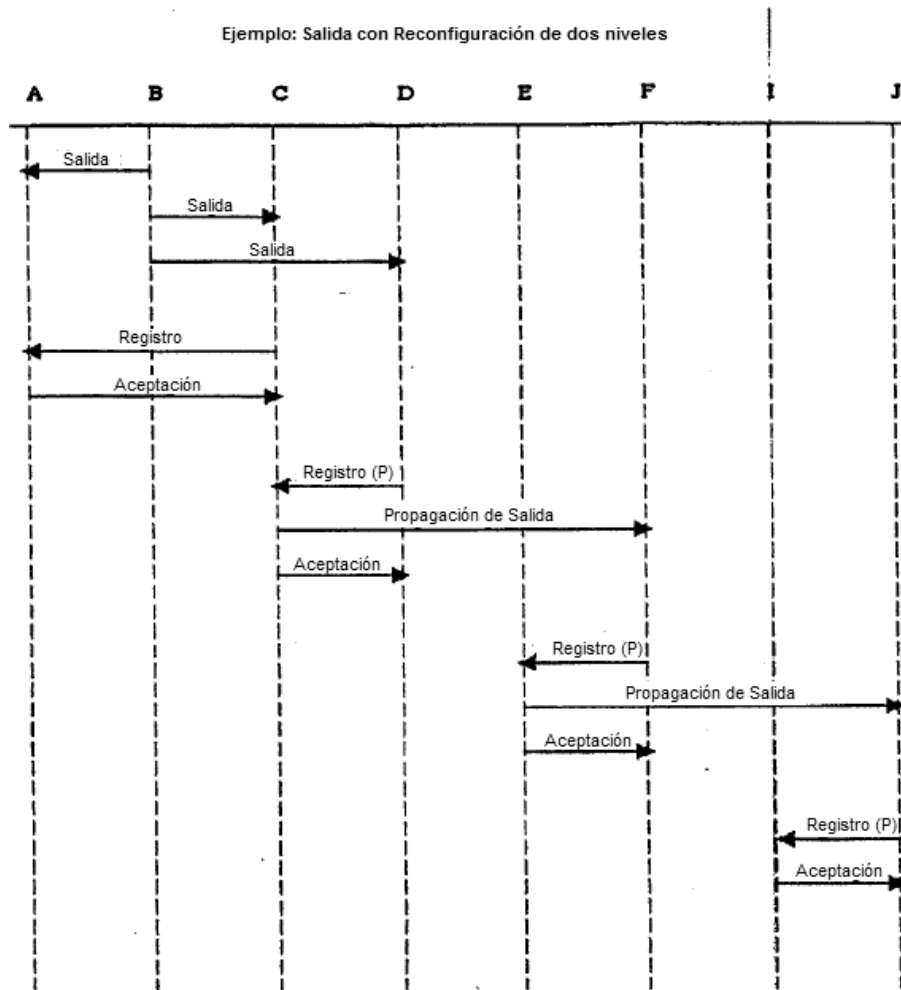 Ejemplo: Salida con Reconfiguración de dos niveles
A B C D E F I J
Salida
Salida
Salida
Registro
Aceptación
Registro (P)
Propagación de Salida
Aceptación
Registro (P)
Propagación de Salida
Aceptación
Registro (P)
Aceptación